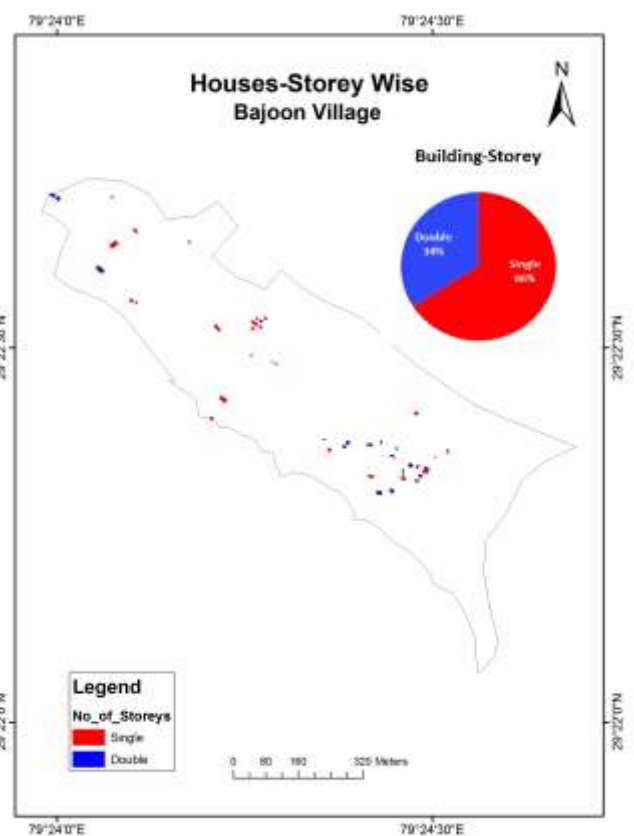 79°24'0"E 79°24'30"E
Houses-Storey Wise
Bajoon Village
N
Building-Storey
Double
34%
Single
66%
29°22'30"N 29°22'30"N
Legend
No_of_Storeys
Single
Double
0 80 160 320 Meters
29°22'0"N 29°22'0"N
79°24'0"E 79°24'30"E